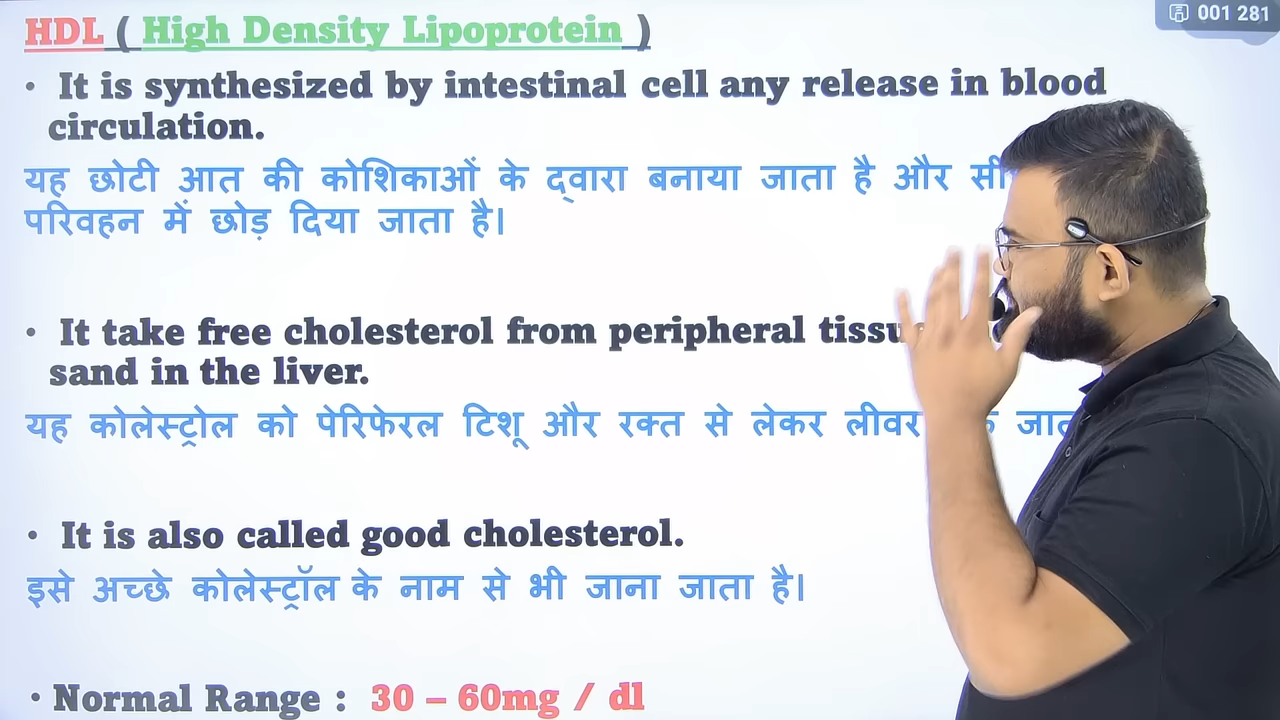 001 281
HDL ( High Density Lipoprotein )
• It is synthesized by intestinal cell any release in blood
circulation.
यह छोटी आत की कोशिकाओं के द्वारा बनाया जाता है और
परिवहन में छोड़ दिया जाता है।
• It take free cholesterol from peripheral
sand in the liver.
यह कोलेस्ट्रोल को पेरिफेरल टिशू और रक्त से लेकर लीवर
• It is also called good cholesterol.
इसे अच्छे कोलेस्ट्रॉल के नाम से भी जाना जाता है।
• Normal Range : 30 – 60mg / dl